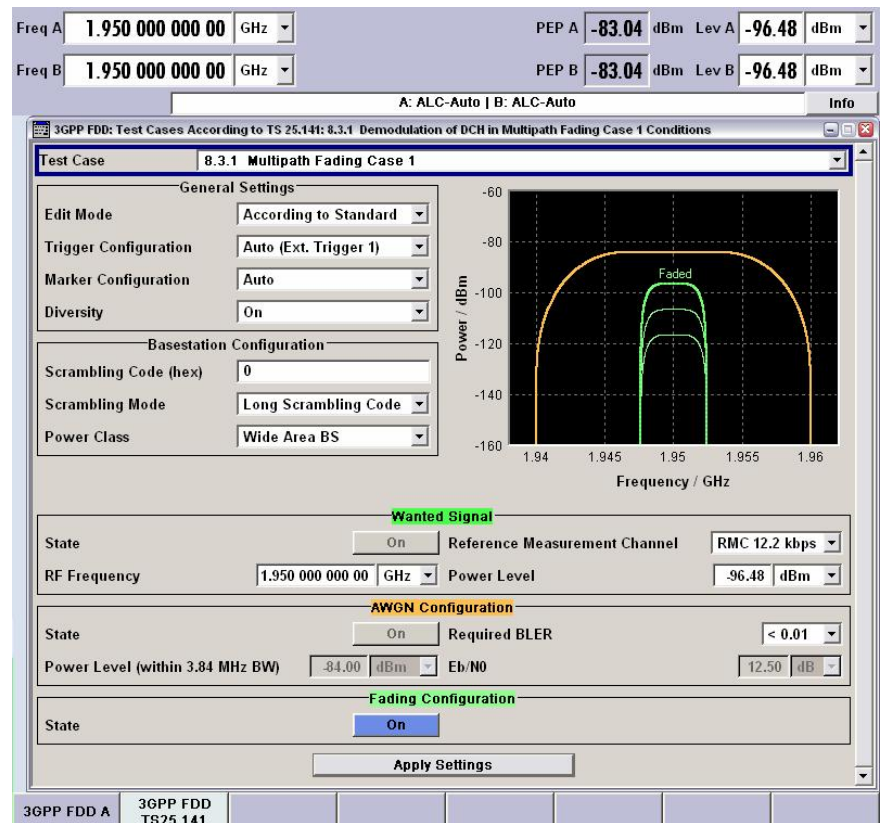 Freq A 1.950 000 000 00 GHz PEP A -83.04 dBm Lev A -96.48 dBm
Freq B 1.950 000 000 00 GHz PEP B -83.04 dBm Lev B -96.48 dBm
A: ALC-Auto | B: ALC-Auto Info
3GPP FDD: Test Cases According to TS 25.141: 8.3.1 Demodulation of DCH in Multipath Fading Case 1 Conditions
Test Case 8.3.1 Multipath Fading Case 1
General Settings
Edit Mode According to Standard
Trigger Configuration Auto (Ext. Trigger 1)
Marker Configuration Auto
Diversity On
Basestation Configuration
Scrambling Code (hex) 0
Scrambling Mode Long Scrambling Code
Power Class Wide Area BS
Power / dBm
-60
-80
-100
-120
-140
-160
Faded
1.94 1.945 1.95 1.955 1.96
Frequency / GHz
Wanted Signal
State On Reference Measurement Channel RMC 12.2 kbps
RF Frequency 1.950 000 000 00 GHz Power Level -96.48 dBm
AWGN Configuration
State On Required BLER < 0.01
Power Level (within 3.84 MHz BW) -84.00 dBm Eb/N0 12.50 dB
Fading Configuration
State On
Apply Settings
3GPP FDD A 3GPP FDD
TS25.141